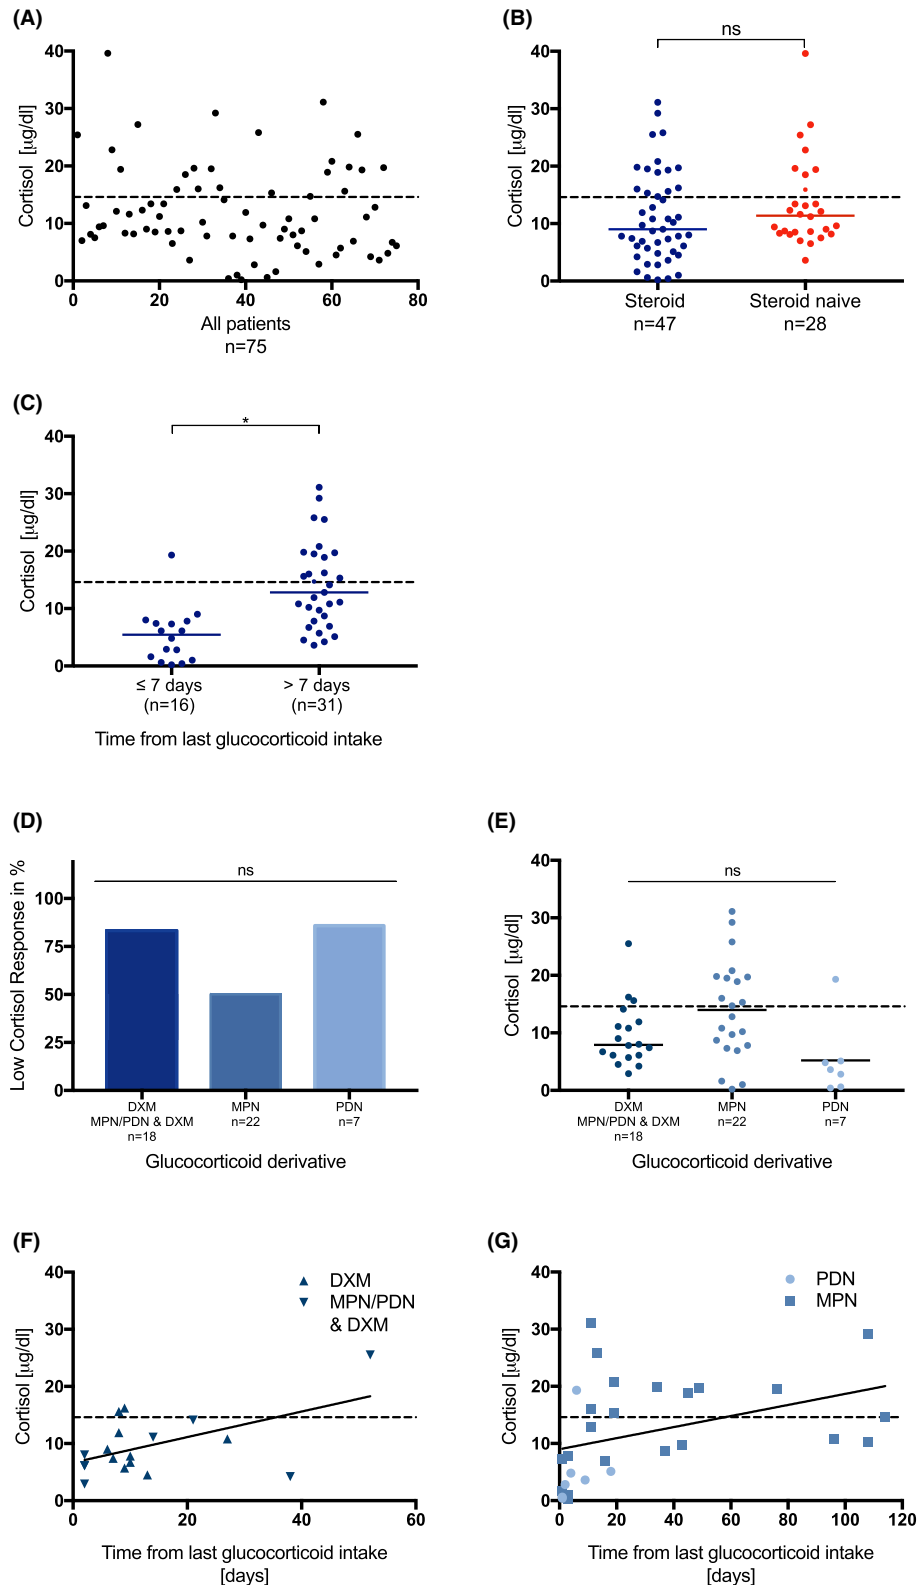 (A)
40
30
20
10
0
Cortisol [µg/dl]
0 20 40 60 80
All patients
n=75
(B)
ns
40
30
20
10
0
Cortisol [µg/dl]
Steroid Steroid naive
n=47 n=28
(C)
*
40
30
20
10
0
Cortisol [µg/dl]
≤ 7 days > 7 days
(n=16) (n=31)
Time from last glucocorticoid intake
(D)
ns
100
75
50
25
0
Low Cortisol Response in %
DXM MPN PDN
MPN/PDN & DXM n=22 n=7
n=18
Glucocorticoid derivative
(E)
ns
40
30
20
10
0
Cortisol [µg/dl]
DXM MPN PDN
MPN/PDN & DXM n=22 n=7
n=18
Glucocorticoid derivative
(F)
DXM
MPN/PDN
& DXM
40
30
20
10
0
Cortisol [µg/dl]
0 20 40 60
Time from last glucocorticoid intake
[days]
(G)
PDN
MPN
40
30
20
10
0
Cortisol [µg/dl]
0 20 40 60 80 100 120
Time from last glucocorticoid intake
[days]